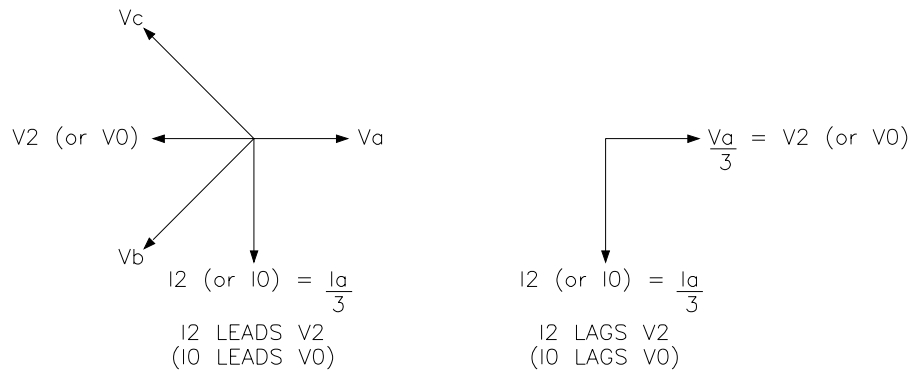 Vc
V2 (or V0)
Va
Vb
I2 (or I0) = Ia
3
I2 LEADS V2
(I0 LEADS V0)
Va = V2 (or V0)
3
I2 (or I0) = Ia
3
I2 LAGS V2
(I0 LAGS V0)